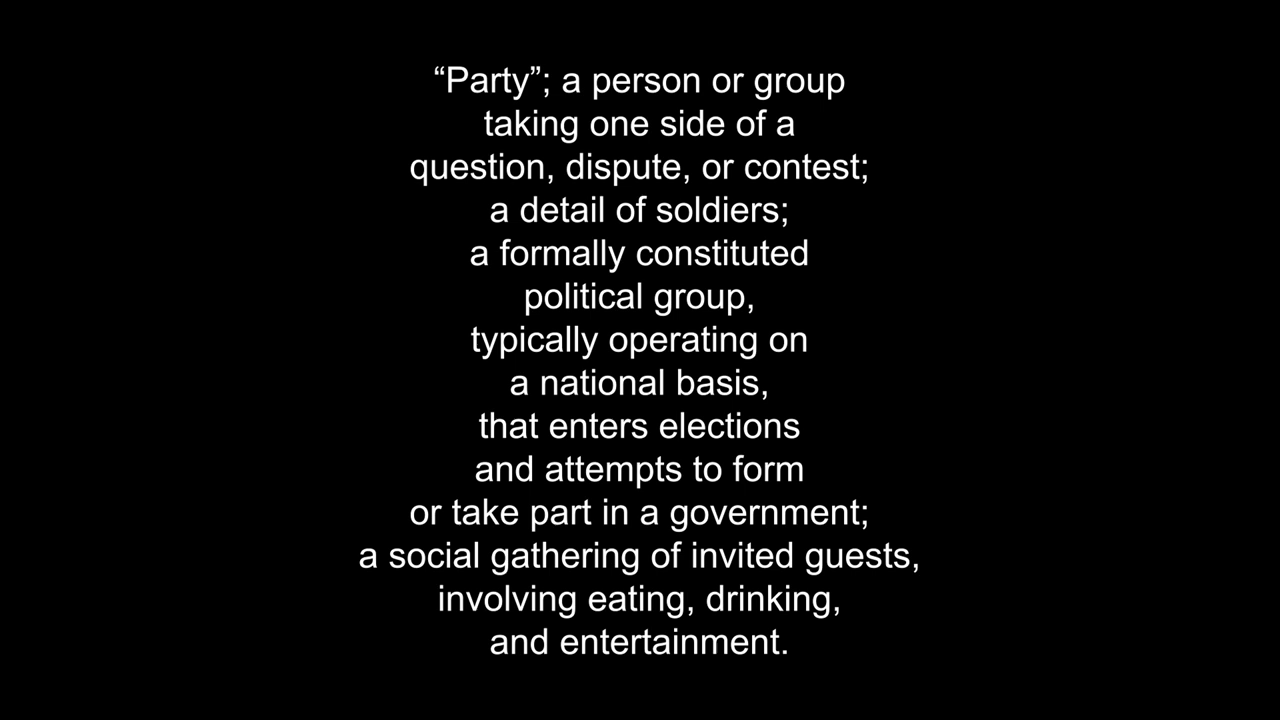 “Party”; a person or group
taking one side of a
question, dispute, or contest;
a detail of soldiers;
a formally constituted
political group,
typically operating on
a national basis,
that enters elections
and attempts to form
or take part in a government;
a social gathering of invited guests,
involving eating, drinking,
and entertainment.